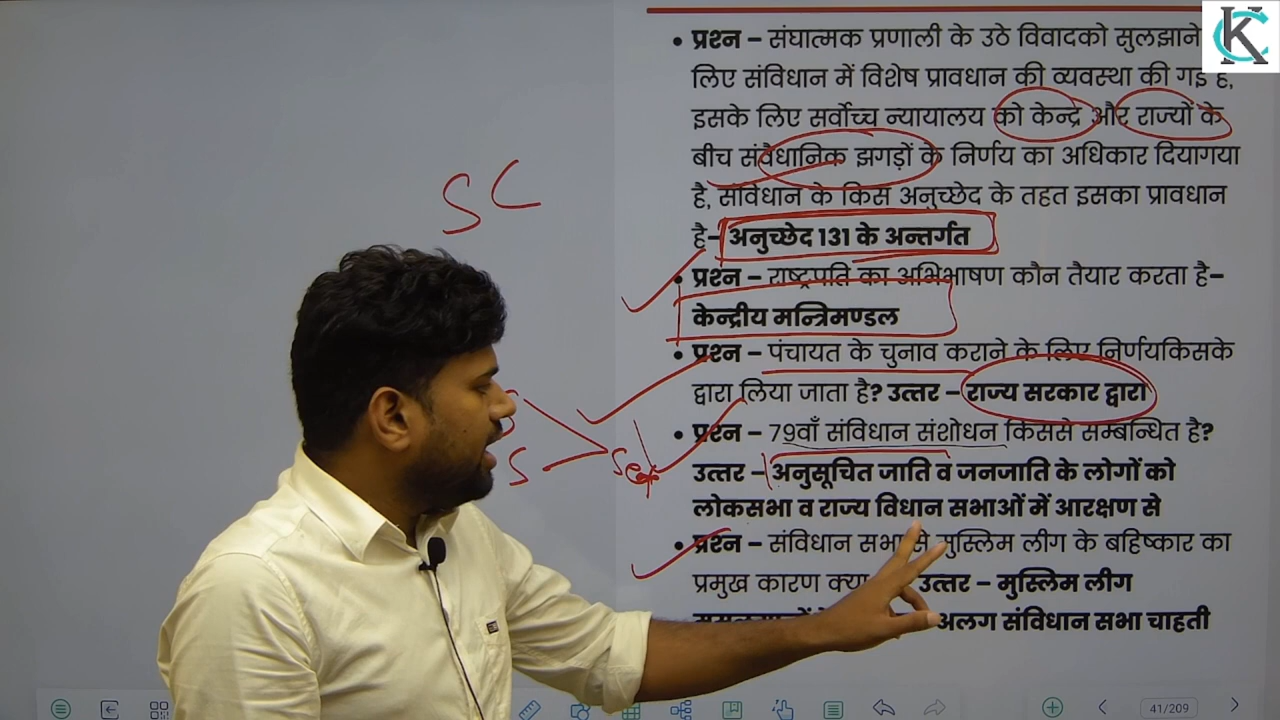 KC
• प्रश्न – संघात्मक प्रणाली के उठे विवादको सुलझाने
लिए संविधान में विशेष प्रावधान की व्यवस्था की गई है,
इसके लिए सर्वोच्च न्यायालय को केन्द्र और राज्यों के
बीच संवैधानिक झगड़ों के निर्णय का अधिकार दियागया
है, संविधान के किस अनुच्छेद के तहत इसका प्रावधान
है– अनुच्छेद 131 के अन्तर्गत
SC
• प्रश्न – राष्ट्रपति का अभिभाषण कौन तैयार करता है–
केन्द्रीय मन्त्रिमण्डल
• प्रश्न – पंचायत के चुनाव कराने के लिए निर्णयकिसके
द्वारा लिया जाता है? उत्तर – राज्य सरकार द्वारा
• प्रश्न – 79वाँ संविधान संशोधन किससे सम्बन्धित है?
S
उत्तर – अनुसूचित जाति व जनजाति के लोगों को
लोकसभा व राज्य विधान सभाओं में आरक्षण से
• प्रश्न – संविधान सभा से मुस्लिम लीग के बहिष्कार का
प्रमुख कारण क्या उत्तर – मुस्लिम लीग
अलग संविधान सभा चाहती
41/209